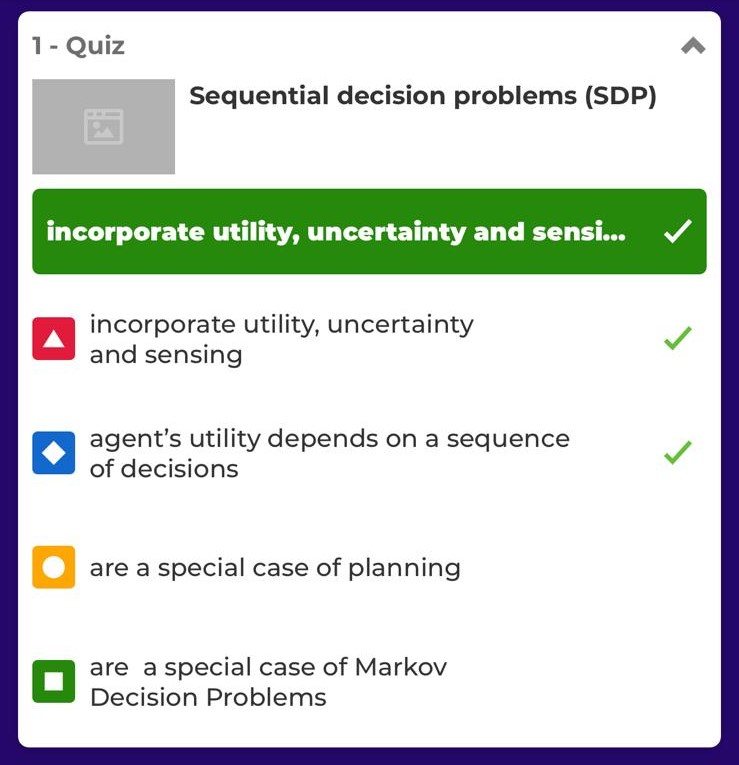 1 - Quiz
Sequential decision problems (SDP)
incorporate utility, uncertainty and sensi...
incorporate utility, uncertainty
and sensing
agent’s utility depends on a sequence
of decisions
are a special case of planning
are  a special case of Markov
Decision Problems